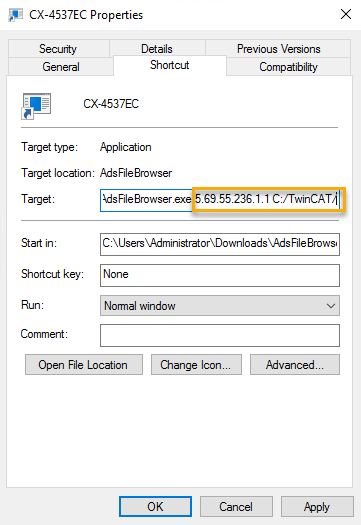 CX-4537EC Properties
Security Details Previous Versions
General Shortcut Compatibility
CX-4537EC
Target type: Application
Target location: AdsFileBrowser
Target: AdsFileBrowser.exe 5.69.55.236.1.1 C:/TwinCAT/
Start in: C:\Users\Administrator\Downloads\AdsFileBrowse
Shortcut key: None
Run: Normal window
Comment:
Open File Location Change Icon... Advanced...
OK Cancel Apply